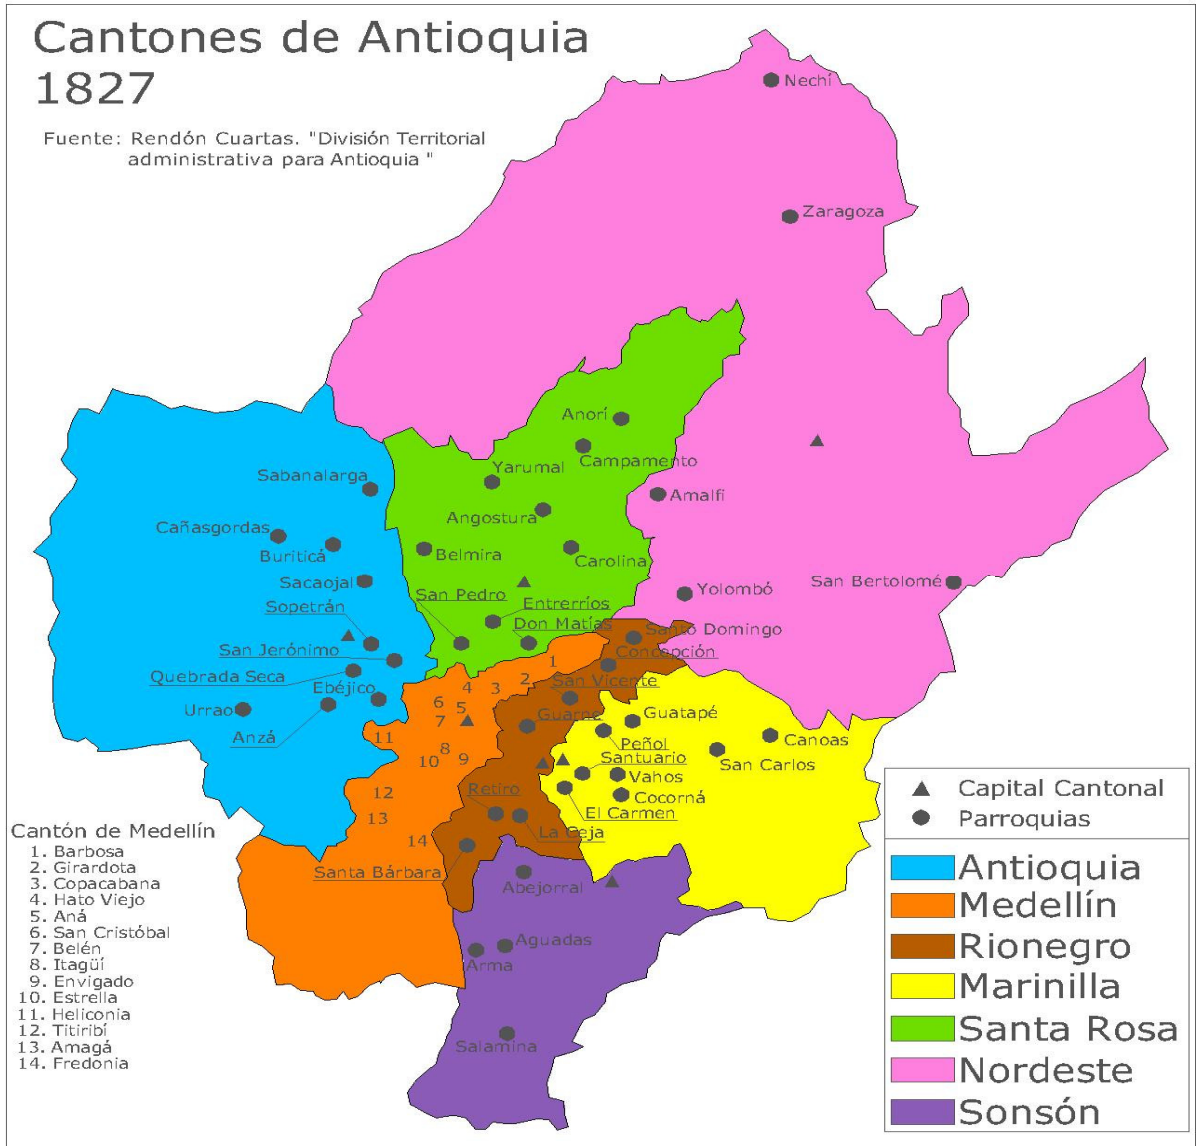 Cantones de Antioquia
1827
Fuente: Rendón Cuartas. "División Territorial
administrativa para Antioquia "
Nechí
Zaragoza
Anorí
Campamento
Yarumal
Amalfi
Sabanalarga
Angostura
Cañasgordas
Buriticá
Belmira
Carolina
Sacaojal
San Pedro
San Bertolomé
Yolombó
Sopetrán
Entrerríos
Don Matías
Santo Domingo
San Jerónimo
Concepción
Quebrada Seca
San Vicente
Ebéjico
Urrao
Anzá
Guarne
Guatapé
Peñol
Canoas
Santuario
San Carlos
Vahos
Cocorná
Retiro
El Carmen
La Ceja
Santa Bárbara
Abejorral
Aguadas
Arma
Salamina
1
2
3
4
5
6
7
8
9
10
11
12
13
14
Cantón de Medellín
1. Barbosa
2. Girardota
3. Copacabana
4. Hato Viejo
5. Aná
6. San Cristóbal
7. Belén
8. Itagüí
9. Envigado
10. Estrella
11. Heliconia
12. Titiribí
13. Amagá
14. Fredonia
Capital Cantonal
Parroquias
Antioquia
Medellín
Rionegro
Marinilla
Santa Rosa
Nordeste
Sonsón